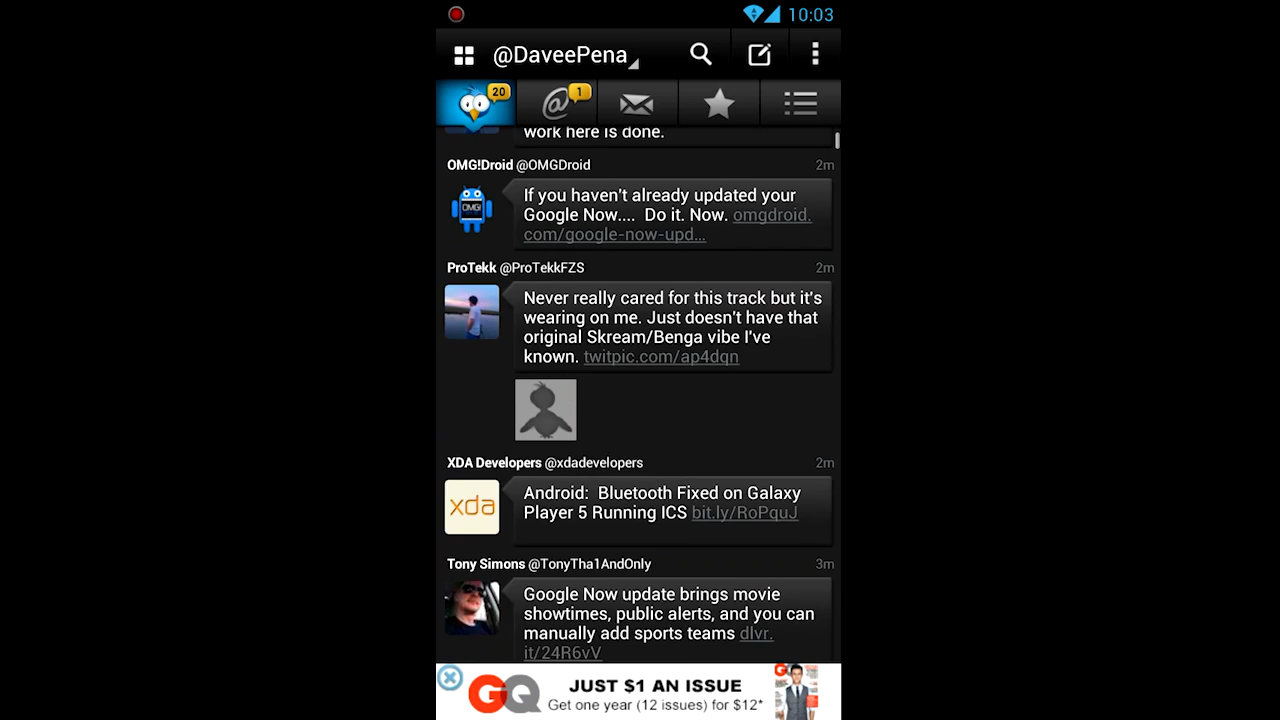 10:03
@DaveePena
20
1
work here is done.
OMG!Droid @OMGDroid 2m
OMG!
If you haven't already updated your
Google Now.... Do it. Now. omgdroid.
com/google-now-upd...
ProTekk @ProTekkFZS 2m
Never really cared for this track but it's
wearing on me. Just doesn't have that
original Skream/Benga vibe I've
known. twitpic.com/ap4dqn
XDA Developers @xdadevelopers 2m
xda
Android: Bluetooth Fixed on Galaxy
Player 5 Running ICS bit.ly/RoPquJ
Tony Simons @TonyTha1AndOnly 3m
Google Now update brings movie
showtimes, public alerts, and you can
manually add sports teams dlvr.
it/24R6vV
GQ
JUST $1 AN ISSUE
Get one year (12 issues) for $12*
GQ